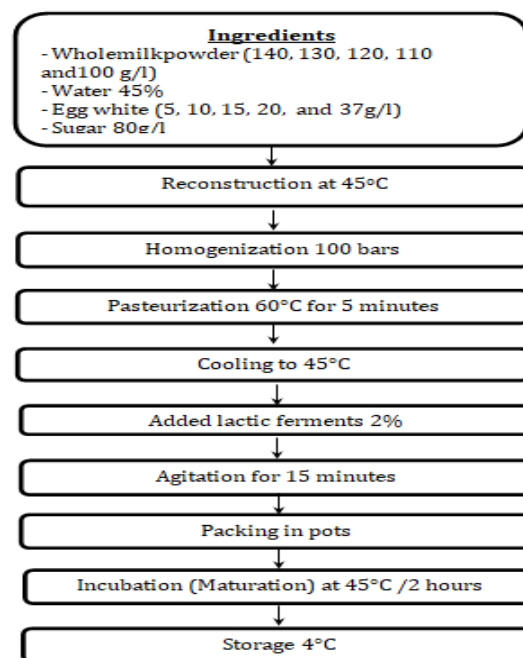 Ingredients
- Wholemilkpowder (140, 130, 120, 110
and100 g/l)
- Water 45%
- Egg white (5, 10, 15, 20, and 37g/l)
- Sugar 80g/l
Reconstruction at 45°C
Homogenization 100 bars
Pasteurization 60°C for 5 minutes
Cooling to 45°C
Added lactic ferments 2%
Agitation for 15 minutes
Packing in pots
Incubation (Maturation) at 45°C /2 hours
Storage 4°C